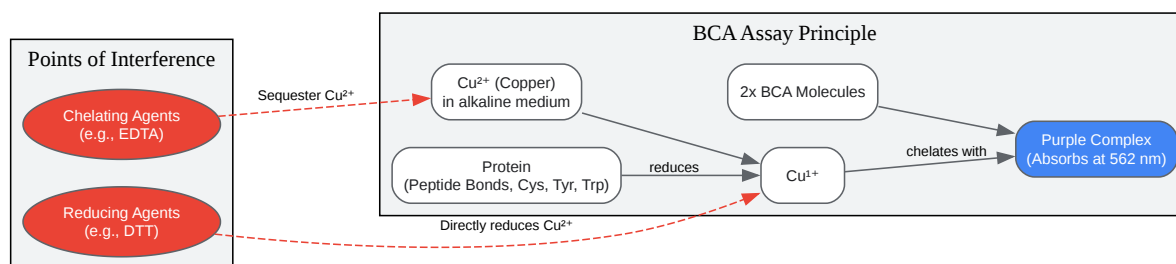 Points of Interference
Chelating Agents
(e.g., EDTA)
Reducing Agents
(e.g., DTT)
Sequester Cu²⁺
Directly reduces Cu²⁺
BCA Assay Principle
Cu²⁺ (Copper)
in alkaline medium
2x BCA Molecules
Protein
(Peptide Bonds, Cys, Tyr, Trp)
reduces
Cu¹⁺
chelates with
Purple Complex
(Absorbs at 562 nm)